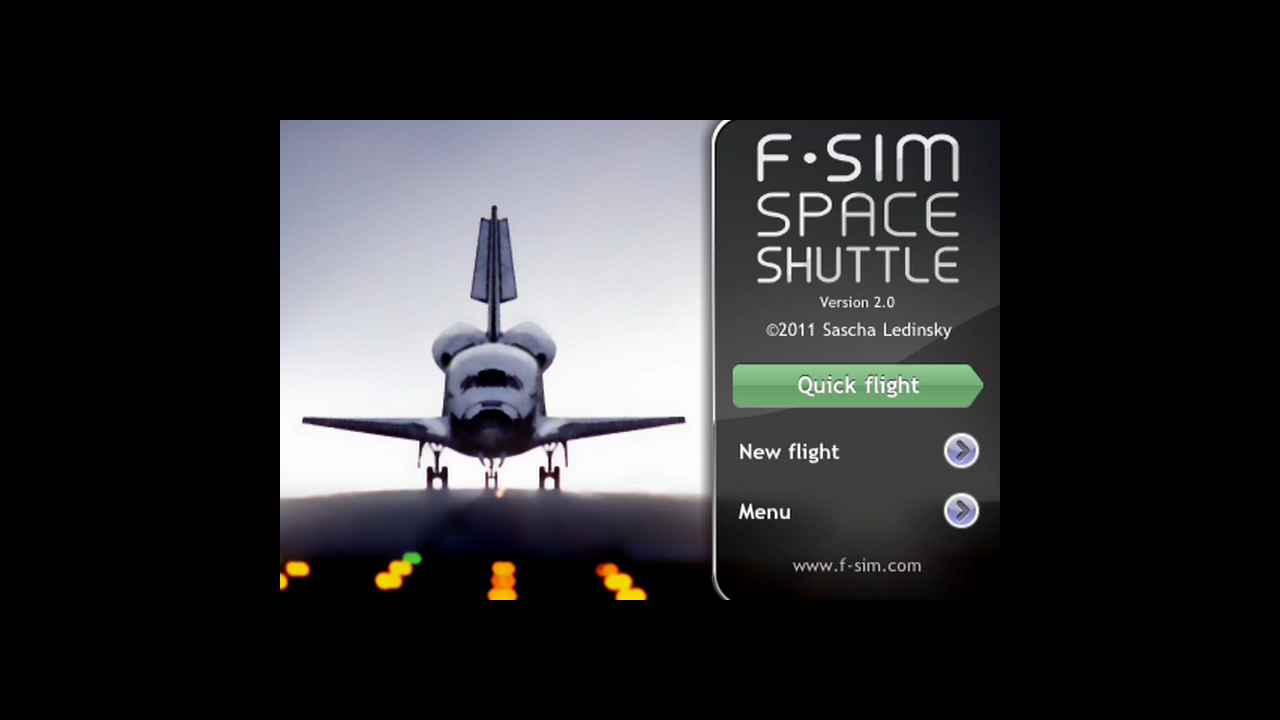 F·SIM
SPACE
SHUTTLE
Version 2.0
©2011 Sascha Ledinsky
Quick flight
New flight
Menu
www.f-sim.com